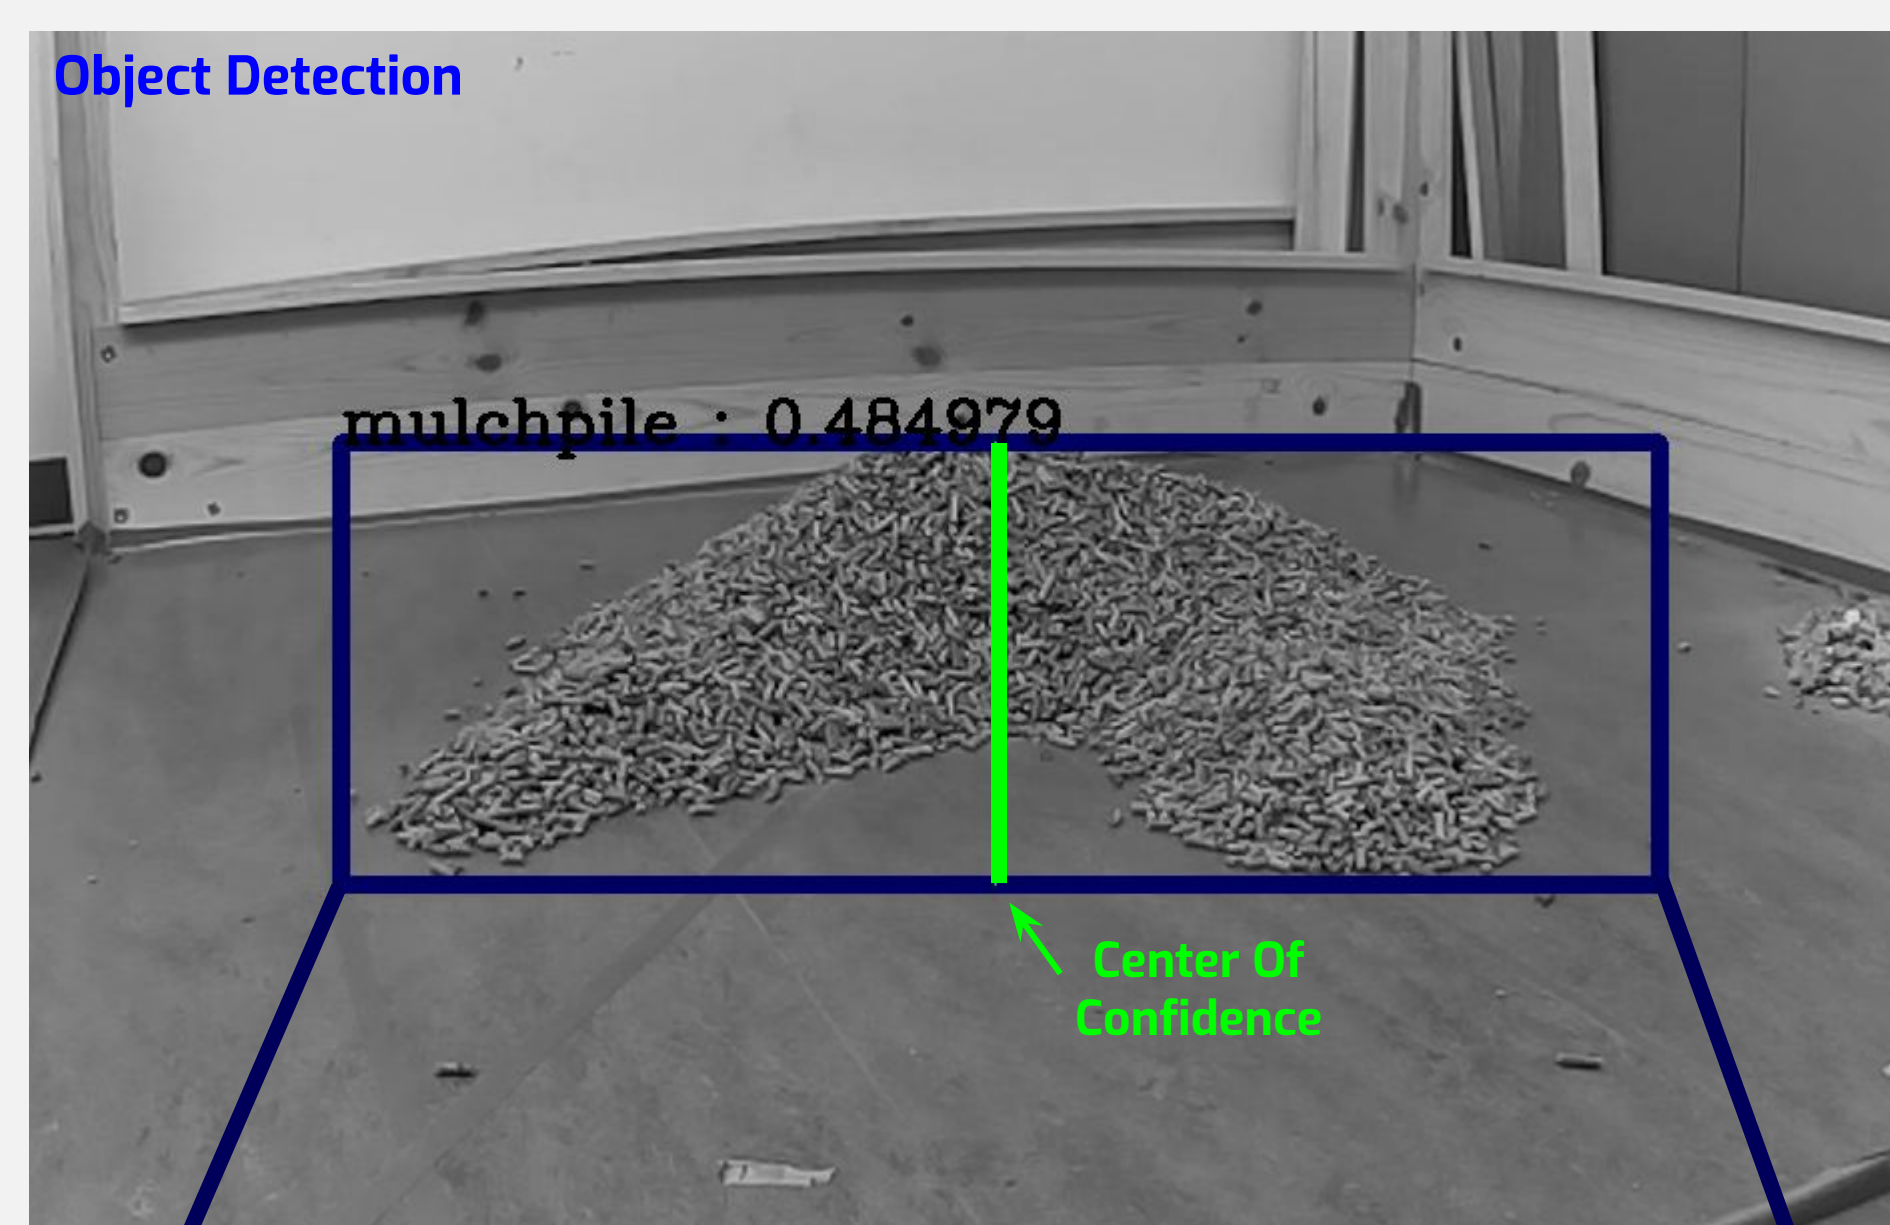 Object Detection
mulchpile : 0.484979
Center Of
Confidence